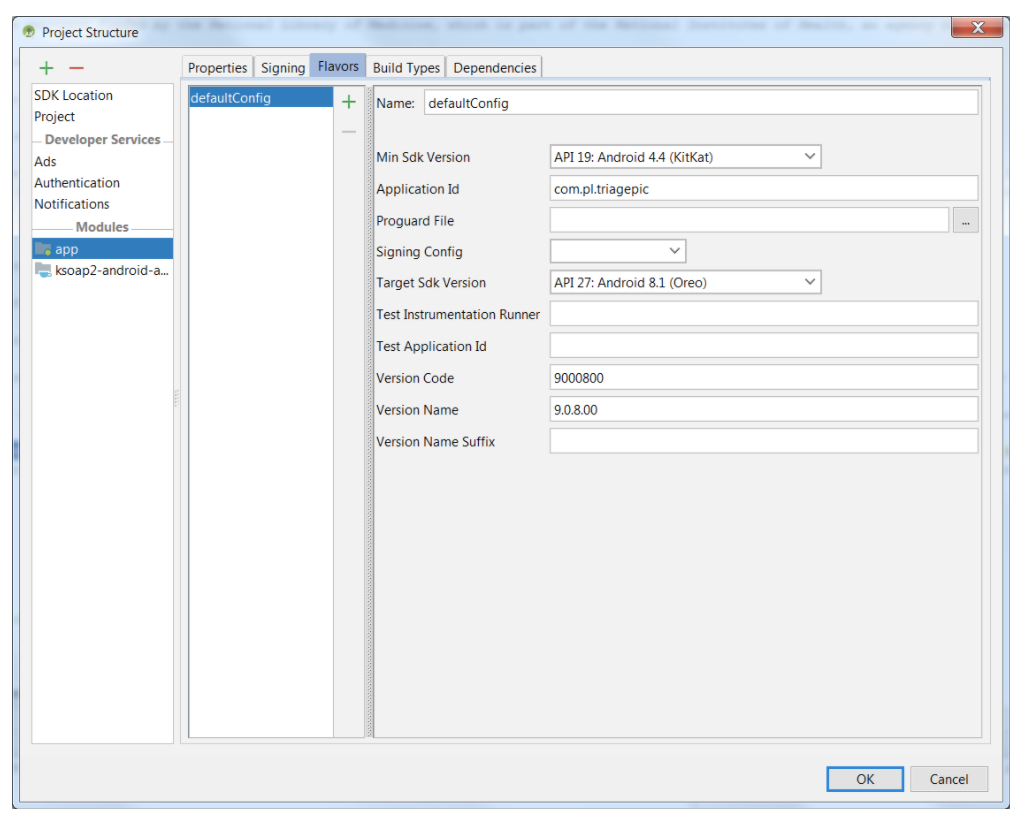 Project Structure
Properties Signing Flavors Build Types Dependencies
SDK Location
Project
Developer Services
Ads
Authentication
Notifications
Modules
app
ksoap2-android-a...
defaultConfig
Name: defaultConfig
Min Sdk Version API 19: Android 4.4 (KitKat)
Application Id com.pl.triagepic
Proguard File ...
Signing Config
Target Sdk Version API 27: Android 8.1 (Oreo)
Test Instrumentation Runner
Test Application Id
Version Code 9000800
Version Name 9.0.8.00
Version Name Suffix
OK Cancel